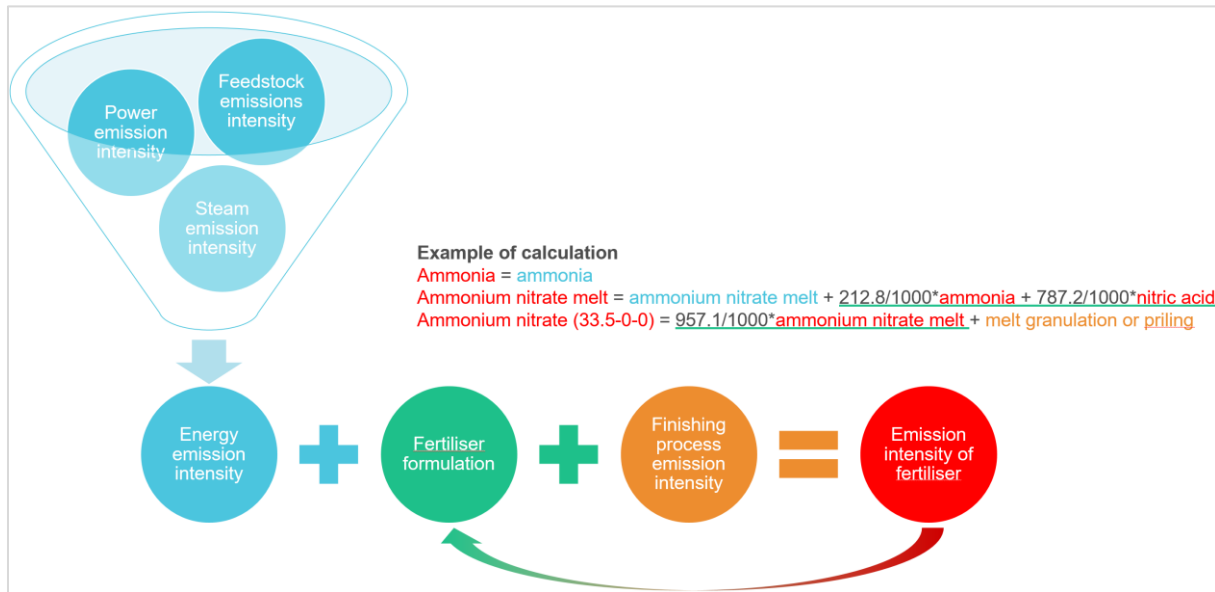 Feedstock
emissions
intensity
Power
emission
intensity
Steam
emission
intensity
Example of calculation
Ammonia = ammonia
Ammonium nitrate melt = ammonium nitrate melt + 212.8/1000*ammonia + 787.2/1000*nitric acid
Ammonium nitrate (33.5-0-0) = 957.1/1000*ammonium nitrate melt + melt granulation or priling
Energy
emission
intensity
Fertiliser
formulation
Finishing
process
emission
intensity
Emission
intensity of
fertiliser